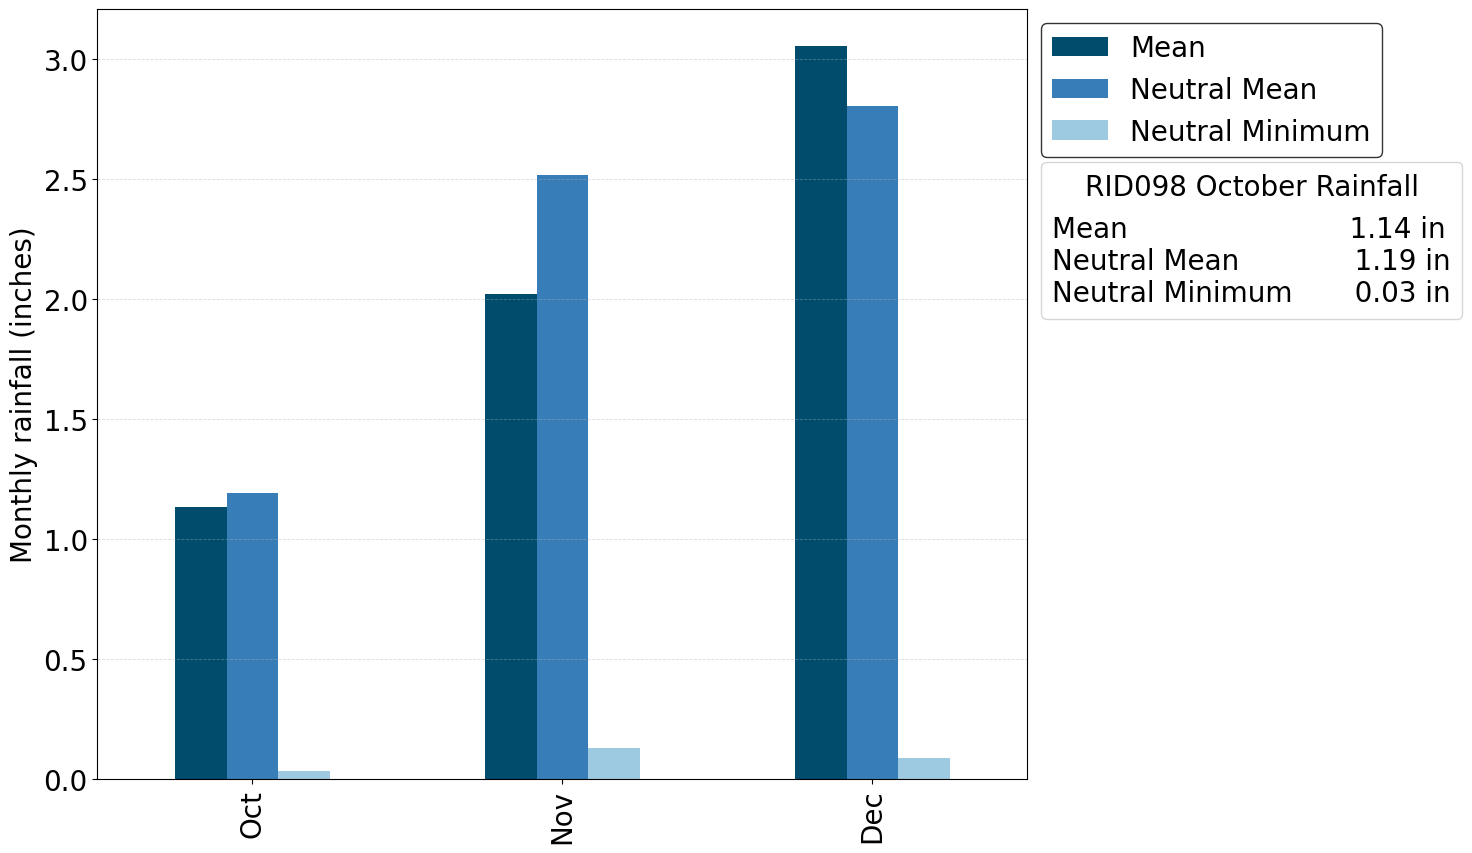 Mean
Neutral Mean
Neutral Minimum
RID098 October Rainfall
Mean 1.14 in
Neutral Mean 1.19 in
Neutral Minimum 0.03 in
Monthly rainfall (inches)
3.0
2.5
2.0
1.5
1.0
0.5
0.0
Oct
Nov
Dec